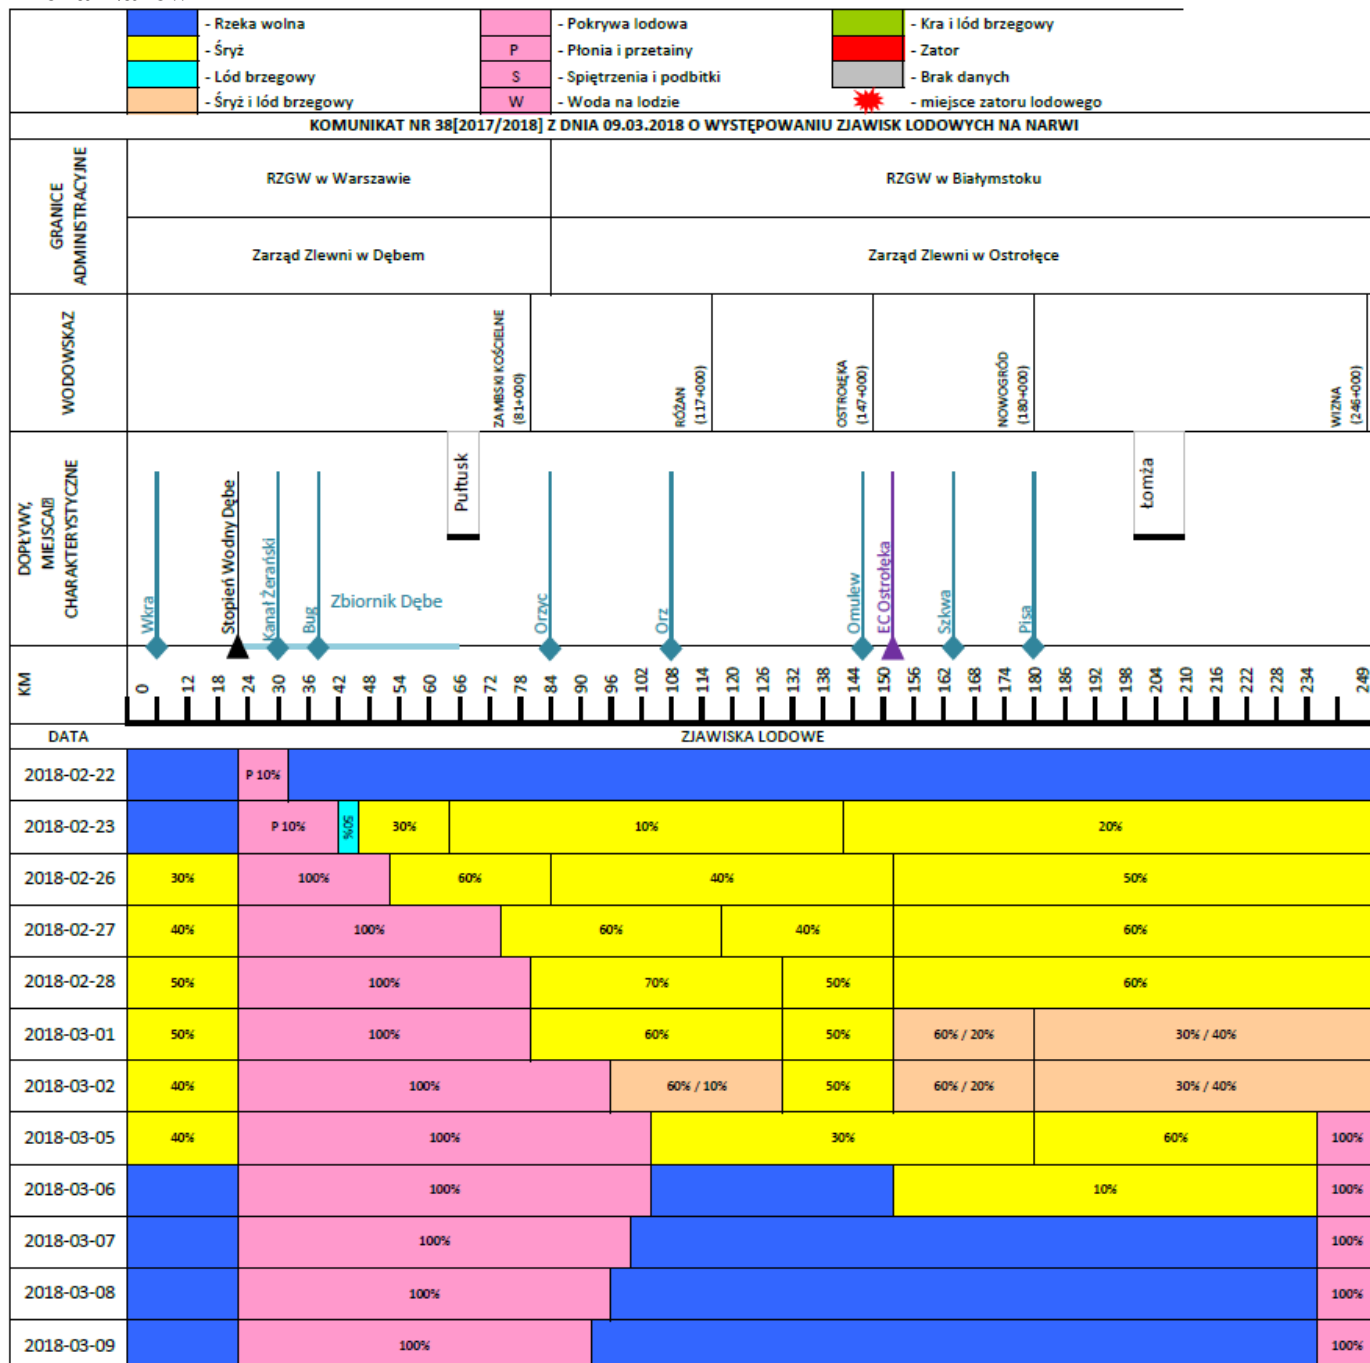 - Rzeka wolna
- Pokrywa lodowa
- Kra i lód brzegowy
- Śryż
P
- Płonia i przetainy
- Zator
- Lód brzegowy
S
- Spiętrzenia i podbitki
- Brak danych
- Śryż i lód brzegowy
W
- Woda na lodzie
- miejsce zatoru lodowego
KOMUNIKAT NR 38[2017/2018] Z DNIA 09.03.2018 O WYSTĘPOWANIU ZJAWISK LODOWYCH NA NARWI
GRANICE
ADMINISTRACYJNE
RZGW w Warszawie
RZGW w Białymstoku
Zarząd Zlewni w Dębem
Zarząd Zlewni w Ostrołęce
WODOWSKAZ
ZAMBSKI KOŚCIELNE
(81+000)
RÓŻAN
(117+000)
OSTROŁĘKA
(147+000)
NOWOGRÓD
(180+000)
WIZNA
(246+000)
DOPŁYWY,
MIEJSCA
CHARAKTERYSTYCZNE
Wkra
Stopień Wodny Dębe
Kanał Żerański
Bug
Zbiornik Dębe
Pułtusk
Orzyc
Orz
Omulew
EC Ostrołęka
Szkwa
Pisa
Łomża
KM
0 12 18 24 30 36 42 48 54 60 66 72 78 84 90 96 102 108 114 120 126 132 138 144 150 156 162 168 174 180 186 192 198 204 210 216 222 228 234 249
DATA
ZJAWISKA LODOWE
2018-02-22 P 10%
2018-02-23 P 10% 50% 30% 10% 20%
2018-02-26 30% 100% 60% 40% 50%
2018-02-27 40% 100% 60% 40% 60%
2018-02-28 50% 100% 70% 50% 60%
2018-03-01 50% 100% 60% 50% 60% / 20% 30% / 40%
2018-03-02 40% 100% 60% / 10% 50% 60% / 20% 30% / 40%
2018-03-05 40% 100% 30% 60% 100%
2018-03-06 100% 10% 100%
2018-03-07 100% 100%
2018-03-08 100% 100%
2018-03-09 100% 100%